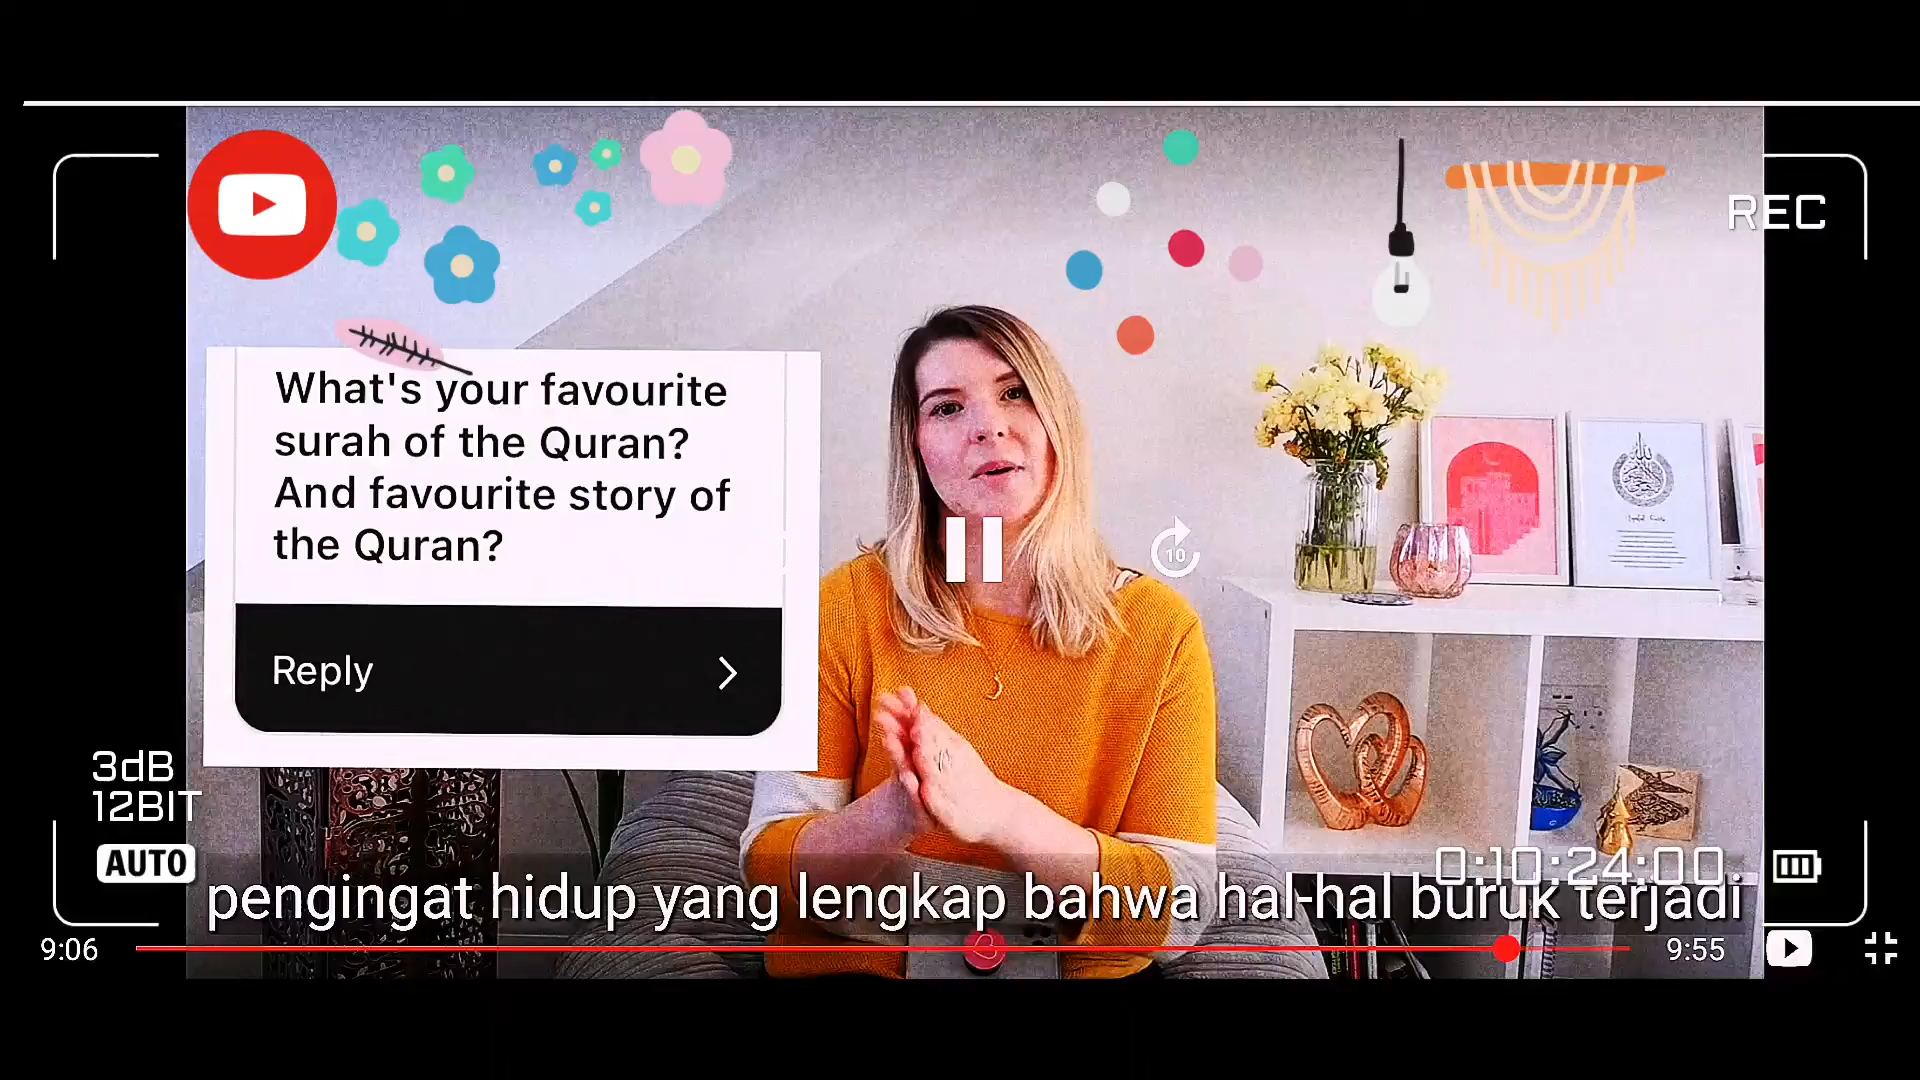 REC
What's your favourite
surah of the Quran?
And favourite story of
the Quran?
Reply
10
3dB
12BIT
AUTO
0:10:24:00
pengingat hidup yang lengkap bahwa hal-hal buruk terjadi
9:06
9:55